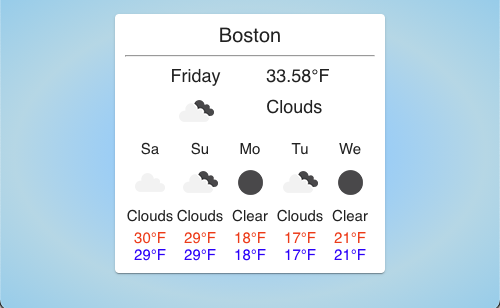 Boston
Friday 33.58°F
Clouds
Sa Su Mo Tu We
Clouds Clouds Clear Clouds Clear
30°F 29°F 18°F 17°F 21°F
29°F 29°F 18°F 17°F 21°F